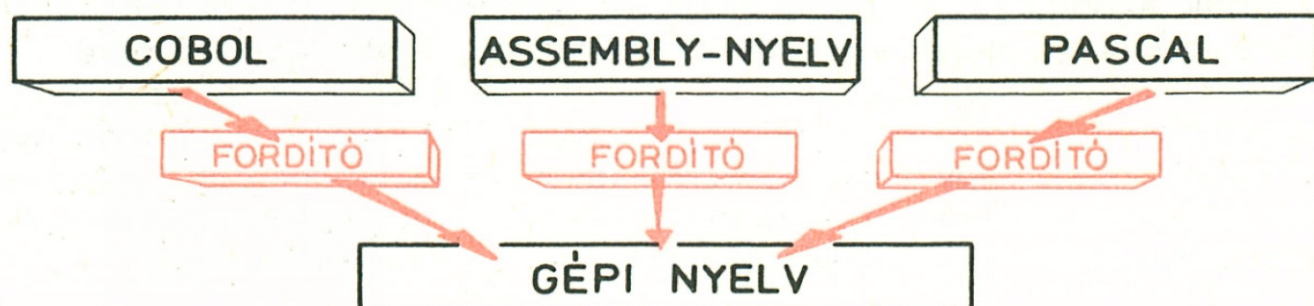 COBOL
ASSEMBLY-NYELV
PASCAL
FORDÍTÓ
FORDÍTÓ
FORDÍTÓ
GÉPI NYELV